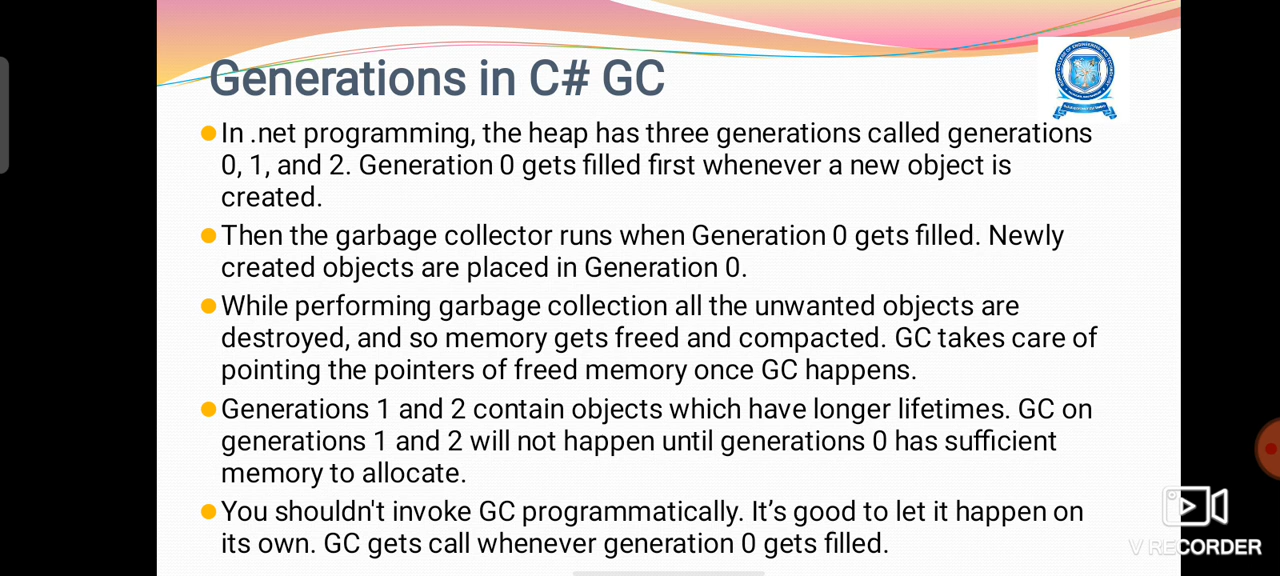 Generations in C# GC
In .net programming, the heap has three generations called generations
0, 1, and 2. Generation 0 gets filled first whenever a new object is
created.
Then the garbage collector runs when Generation 0 gets filled. Newly
created objects are placed in Generation 0.
While performing garbage collection all the unwanted objects are
destroyed, and so memory gets freed and compacted. GC takes care of
pointing the pointers of freed memory once GC happens.
Generations 1 and 2 contain objects which have longer lifetimes. GC on
generations 1 and 2 will not happen until generations 0 has sufficient
memory to allocate.
You shouldn't invoke GC programmatically. It’s good to let it happen on
its own. GC gets call whenever generation 0 gets filled.
V RECORDER